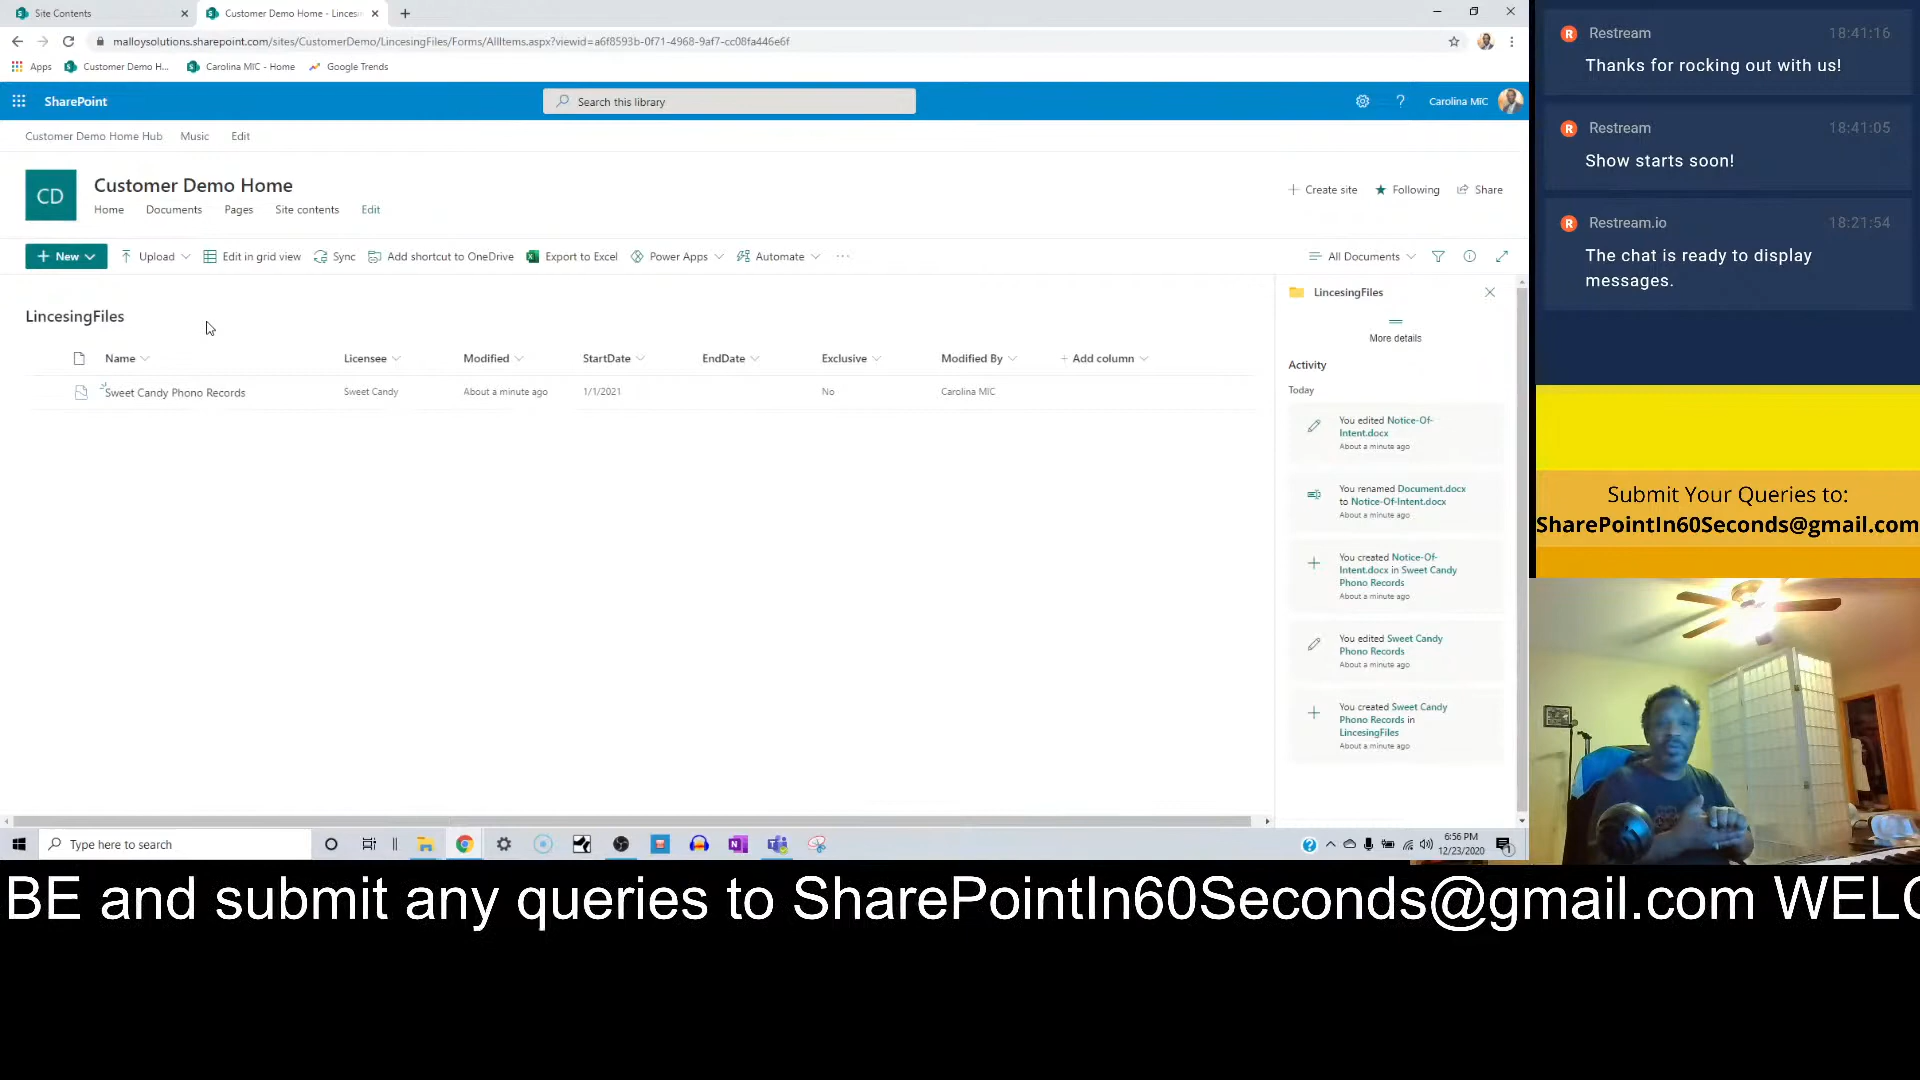 Site Contents
Customer Demo Home - Lincesi
malloysolutions.sharepoint.com/sites/CustomerDemo/LincesingFiles/Forms/AllItems.aspx?viewid=a6f8593b-0f71-4968-9af7-cc08fa446e6f
Apps
Customer Demo H...
Carolina MIC - Home
Google Trends
SharePoint
Search this library
Carolina MIC
Customer Demo Home Hub
Music
Edit
CD
Customer Demo Home
Home
Documents
Pages
Site contents
Edit
Create site
Following
Share
New
Upload
Edit in grid view
Sync
Add shortcut to OneDrive
Export to Excel
Power Apps
Automate
All Documents
LincesingFiles
Name
Licensee
Modified
StartDate
EndDate
Exclusive
Modified By
Add column
Sweet Candy Phono Records
Sweet Candy
About a minute ago
1/1/2021
No
Carolina MIC
LincesingFiles
More details
Activity
Today
You edited Notice-Of-
Intent.docx
About a minute ago
You renamed Document.docx
to Notice-Of-Intent.docx
About a minute ago
You created Notice-Of-
Intent.docx in Sweet Candy
Phono Records
About a minute ago
You edited Sweet Candy
Phono Records
About a minute ago
You created Sweet Candy
Phono Records in
LincesingFiles
About a minute ago
Type here to search
6:56 PM
12/23/2020
Restream
18:41:16
Thanks for rocking out with us!
Restream
18:41:05
Show starts soon!
Restream.io
18:21:54
The chat is ready to display
messages.
Submit Your Queries to:
SharePointIn60Seconds@gmail.com
BE and submit any queries to SharePointIn60Seconds@gmail.com WELC